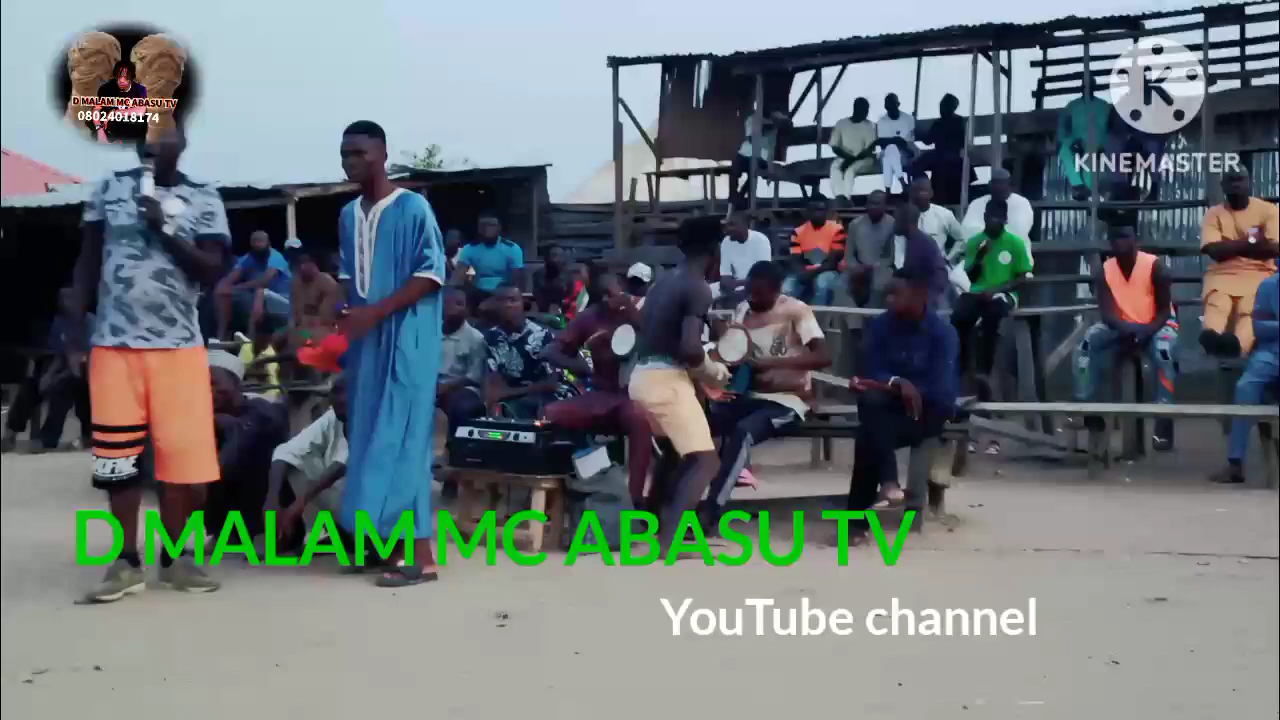 D MALAM MC ABASU TV
08024018174
KINEMASTER
D MALAM MC ABASU TV
YouTube channel